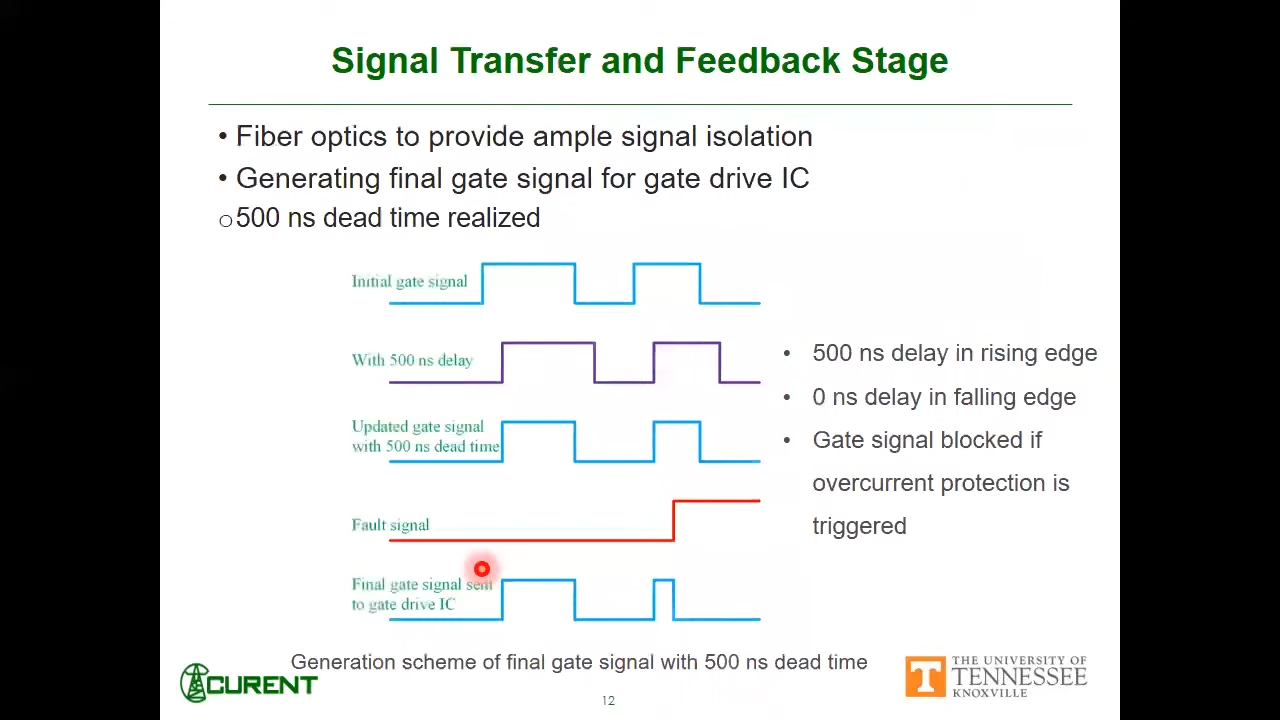 Signal Transfer and Feedback Stage
• Fiber optics to provide ample signal isolation
• Generating final gate signal for gate drive IC
○ 500 ns dead time realized
Initial gate signal
With 500 ns delay
Updated gate signal
with 500 ns dead time
Fault signal
Final gate signal sent
to gate drive IC
• 500 ns delay in rising edge
• 0 ns delay in falling edge
• Gate signal blocked if
overcurrent protection is
triggered
Generation scheme of final gate signal with 500 ns dead time
CURENT
12
T
THE UNIVERSITY OF
TENNESSEE
KNOXVILLE